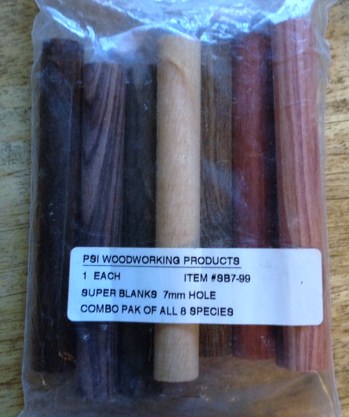 PSI WOODWORKING PRODUCTS
1 EACH ITEM #SB7-99
SUPER BLANKS 7mm HOLE
COMBO PAK OF ALL 8 SPECIES